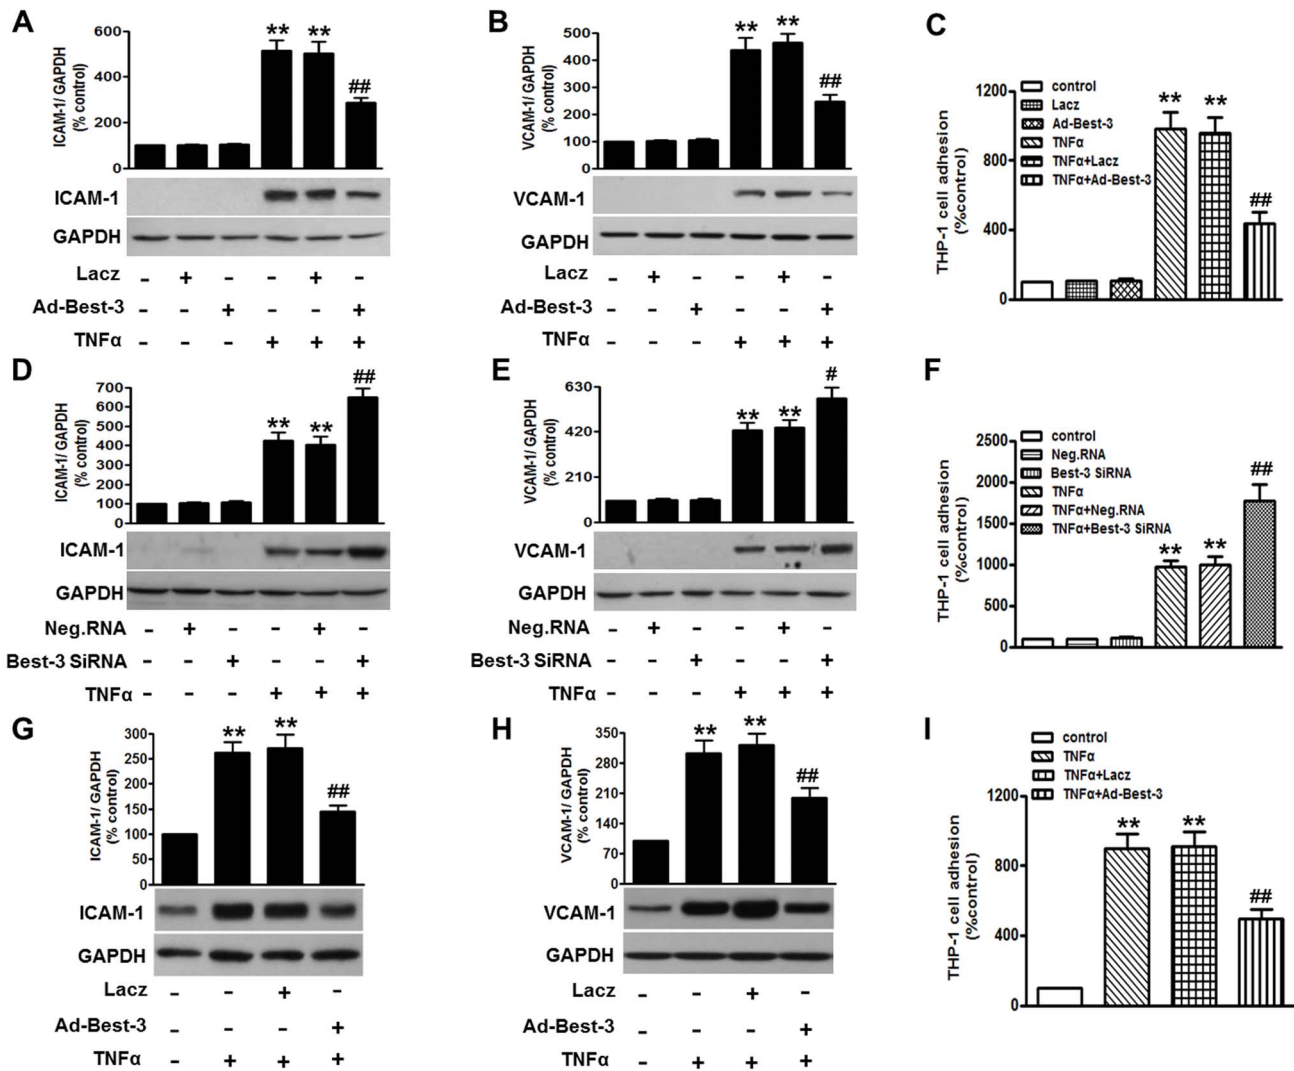 A
ICAM-1/ GAPDH
(% control)
600
400
200
0
**
**
##
ICAM-1
GAPDH
Lacz - + - - + -
Ad-Best-3 - - + - - +
TNFα - - - + + +
B
VCAM-1/ GAPDH
(% control)
500
400
300
200
100
0
**
**
##
VCAM-1
GAPDH
Lacz - + - - + -
Ad-Best-3 - - + - - +
TNFα - - - + + +
C
THP-1 cell adhesion
(%control)
1200
800
400
0
control
Lacz
Ad-Best-3
TNFα
TNFα+Lacz
TNFα+Ad-Best-3
**
**
##
D
ICAM-1/ GAPDH
(% control)
700
600
500
400
300
200
100
0
**
**
##
ICAM-1
GAPDH
Neg.RNA - + - - + -
Best-3 SiRNA - - + - - +
TNFα - - - + + +
E
VCAM-1/ GAPDH
(% control)
630
420
210
0
**
**
#
VCAM-1
GAPDH
Neg.RNA - + - - + -
Best-3 SiRNA - - + - - +
TNFα - - - + + +
F
THP-1 cell adhesion
(%control)
2500
2000
1500
1000
500
0
control
Neg.RNA
Best-3 SiRNA
TNFα
TNFα+Neg.RNA
TNFα+Best-3 SiRNA
**
**
##
G
ICAM-1/ GAPDH
(% control)
300
250
200
150
100
50
0
**
**
##
ICAM-1
GAPDH
Lacz - - + -
Ad-Best-3 - - - +
TNFα - + + +
H
VCAM-1/ GAPDH
(% control)
350
280
210
140
70
0
**
**
##
VCAM-1
GAPDH
Lacz - - + -
Ad-Best-3 - - - +
TNFα - + + +
I
THP-1 cell adhesion
(%control)
1200
800
400
0
control
TNFα
TNFα+Lacz
TNFα+Ad-Best-3
**
**
##